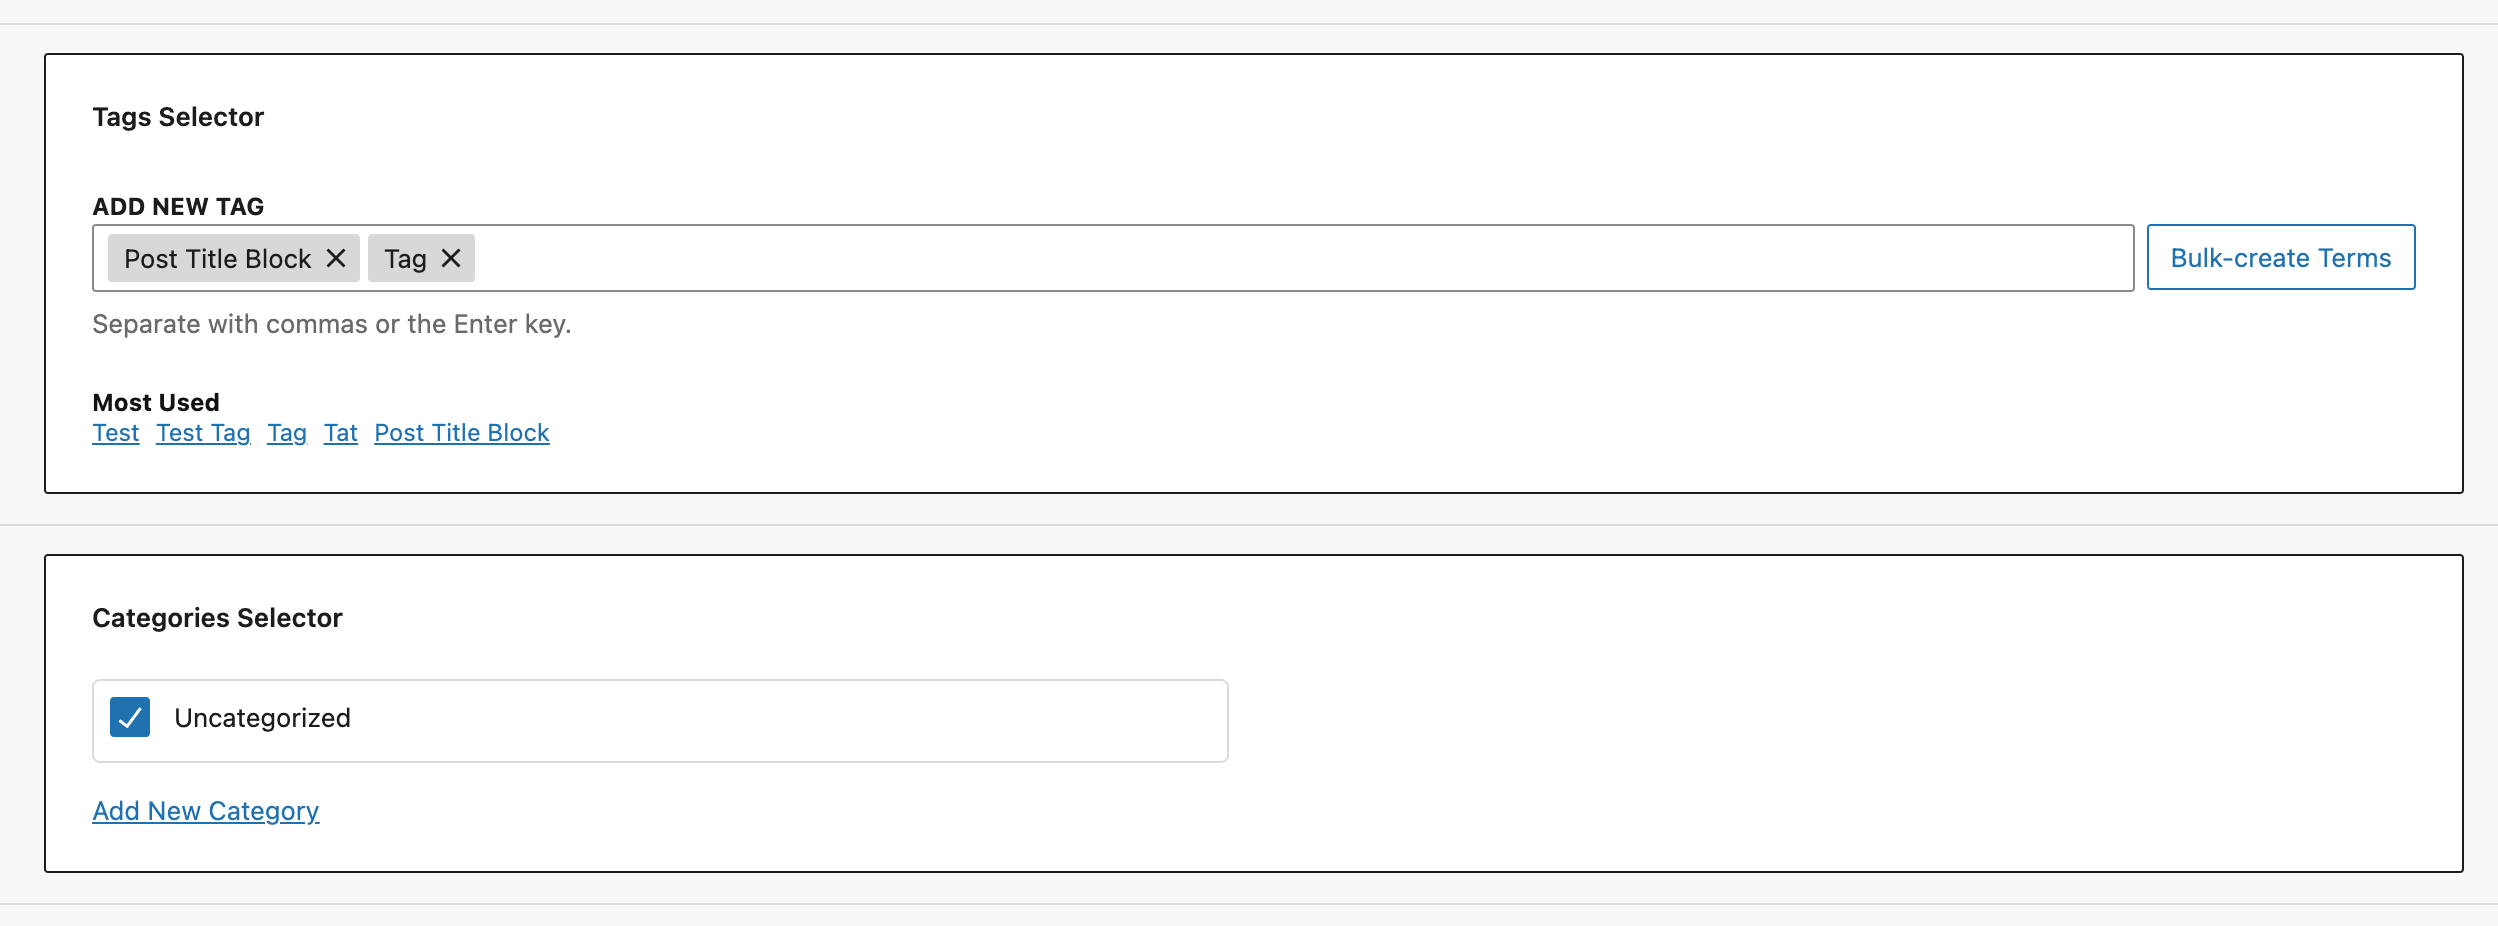 Tags Selector
ADD NEW TAG
Post Title Block Tag Bulk-create Terms
Separate with commas or the Enter key.
Most Used
Test Test Tag Tag Tat Post Title Block
Categories Selector
Uncategorized
Add New Category